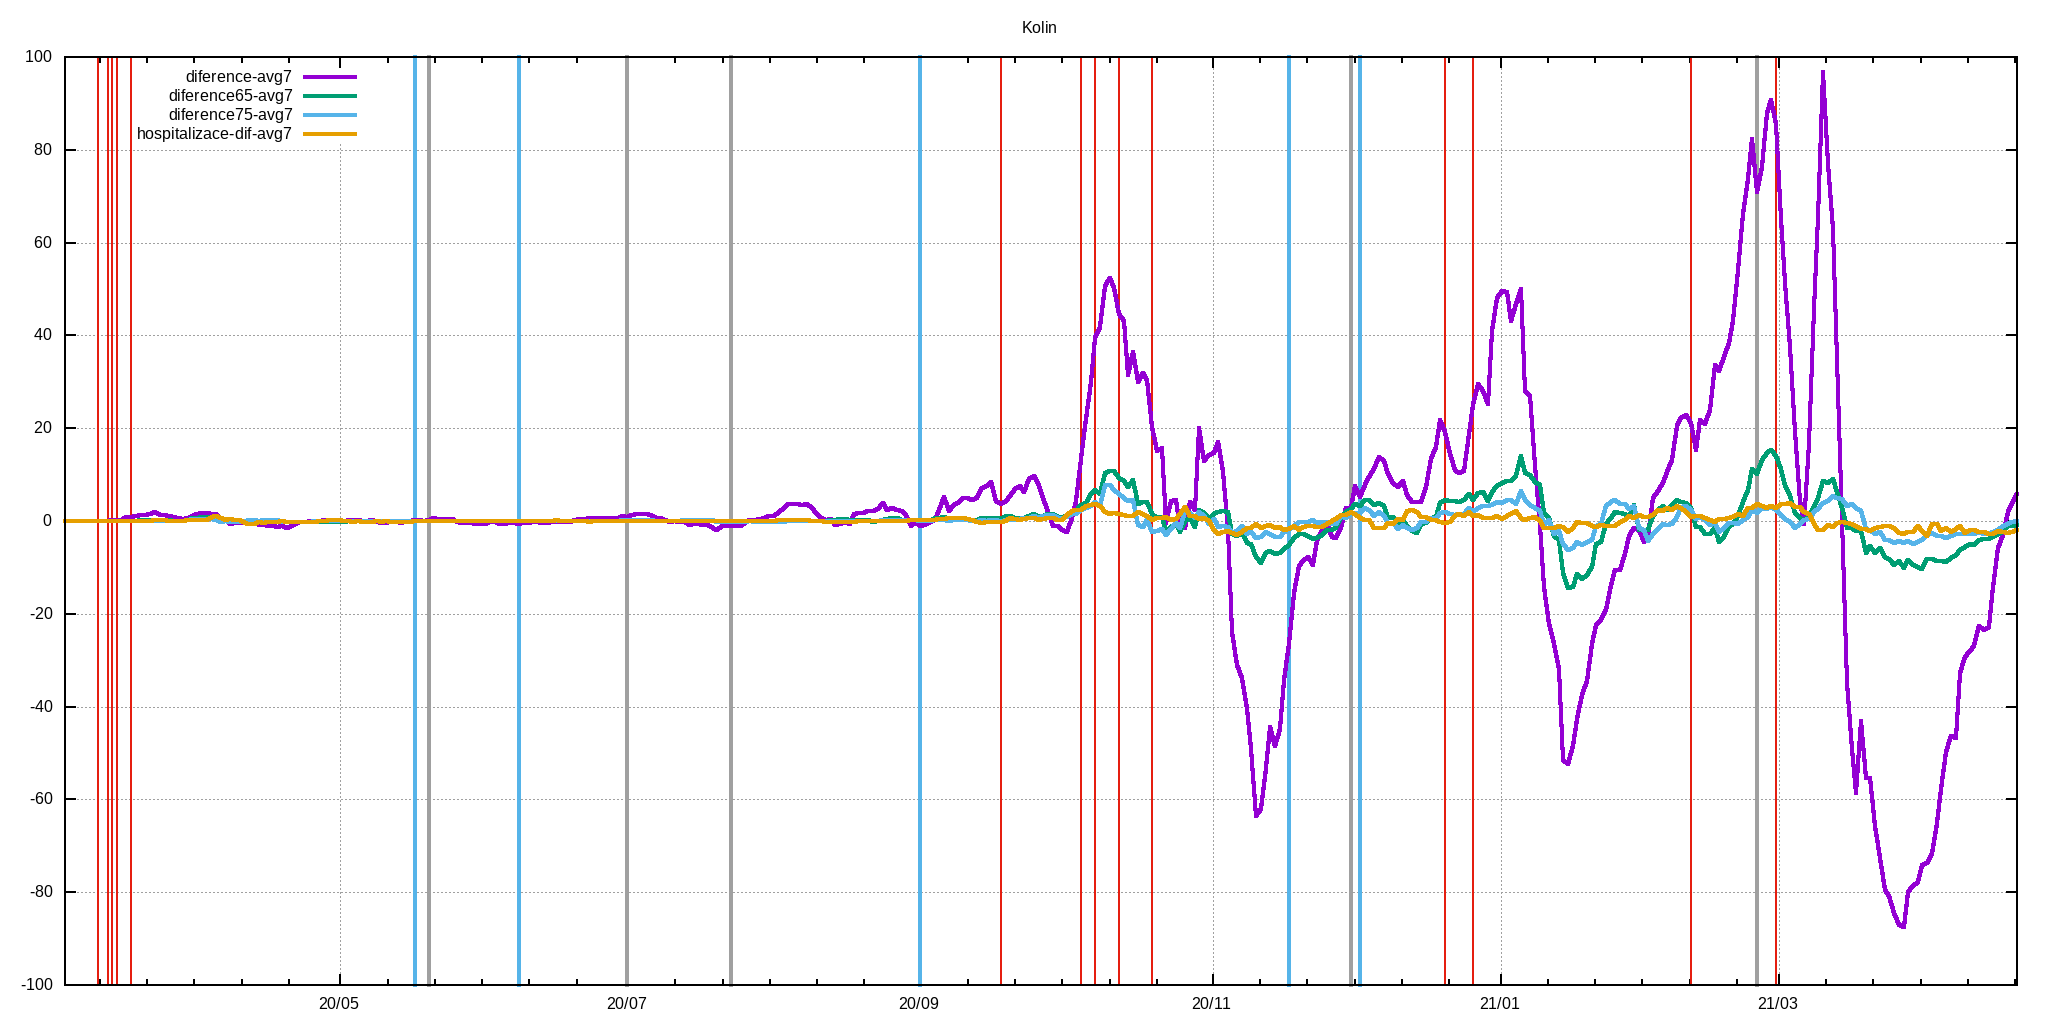 Kolin
diference-avg7
diference65-avg7
diference75-avg7
hospitalizace-dif-avg7
100
80
60
40
20
0
-20
-40
-60
-80
-100
20/05 20/07 20/09 20/11 21/01 21/03